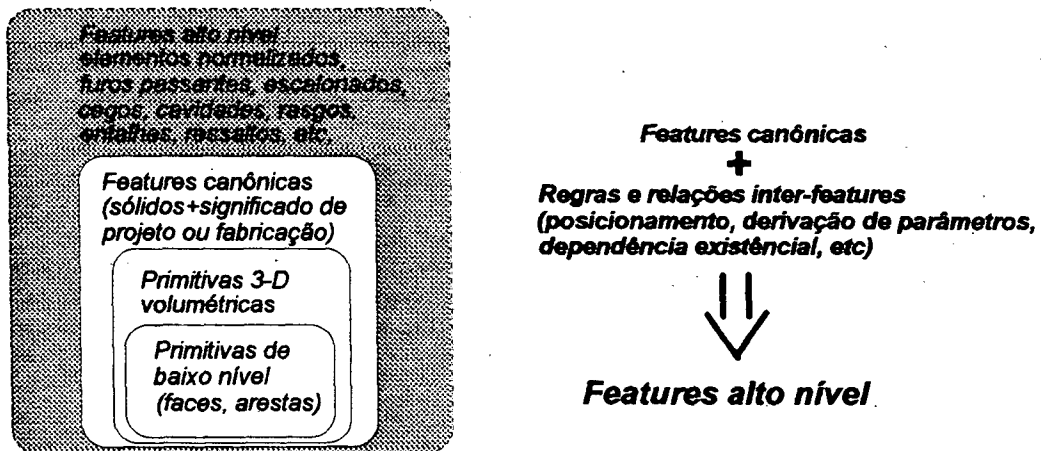 Features alto nível
elementos normalizados,
furos passantes, escalonados,
cegos, cavidades, rasgos,
entalhes, ressaltos, etc.
Features canônicas
(sólidos+significado de
projeto ou fabricação)
Primitivas 3-D
volumétricas
Primitivas de
baixo nível
(faces, arestas)
Features canônicas
+
Regras e relações inter-features
(posicionamento, derivação de parâmetros,
dependência existêncial, etc)
Features alto nível